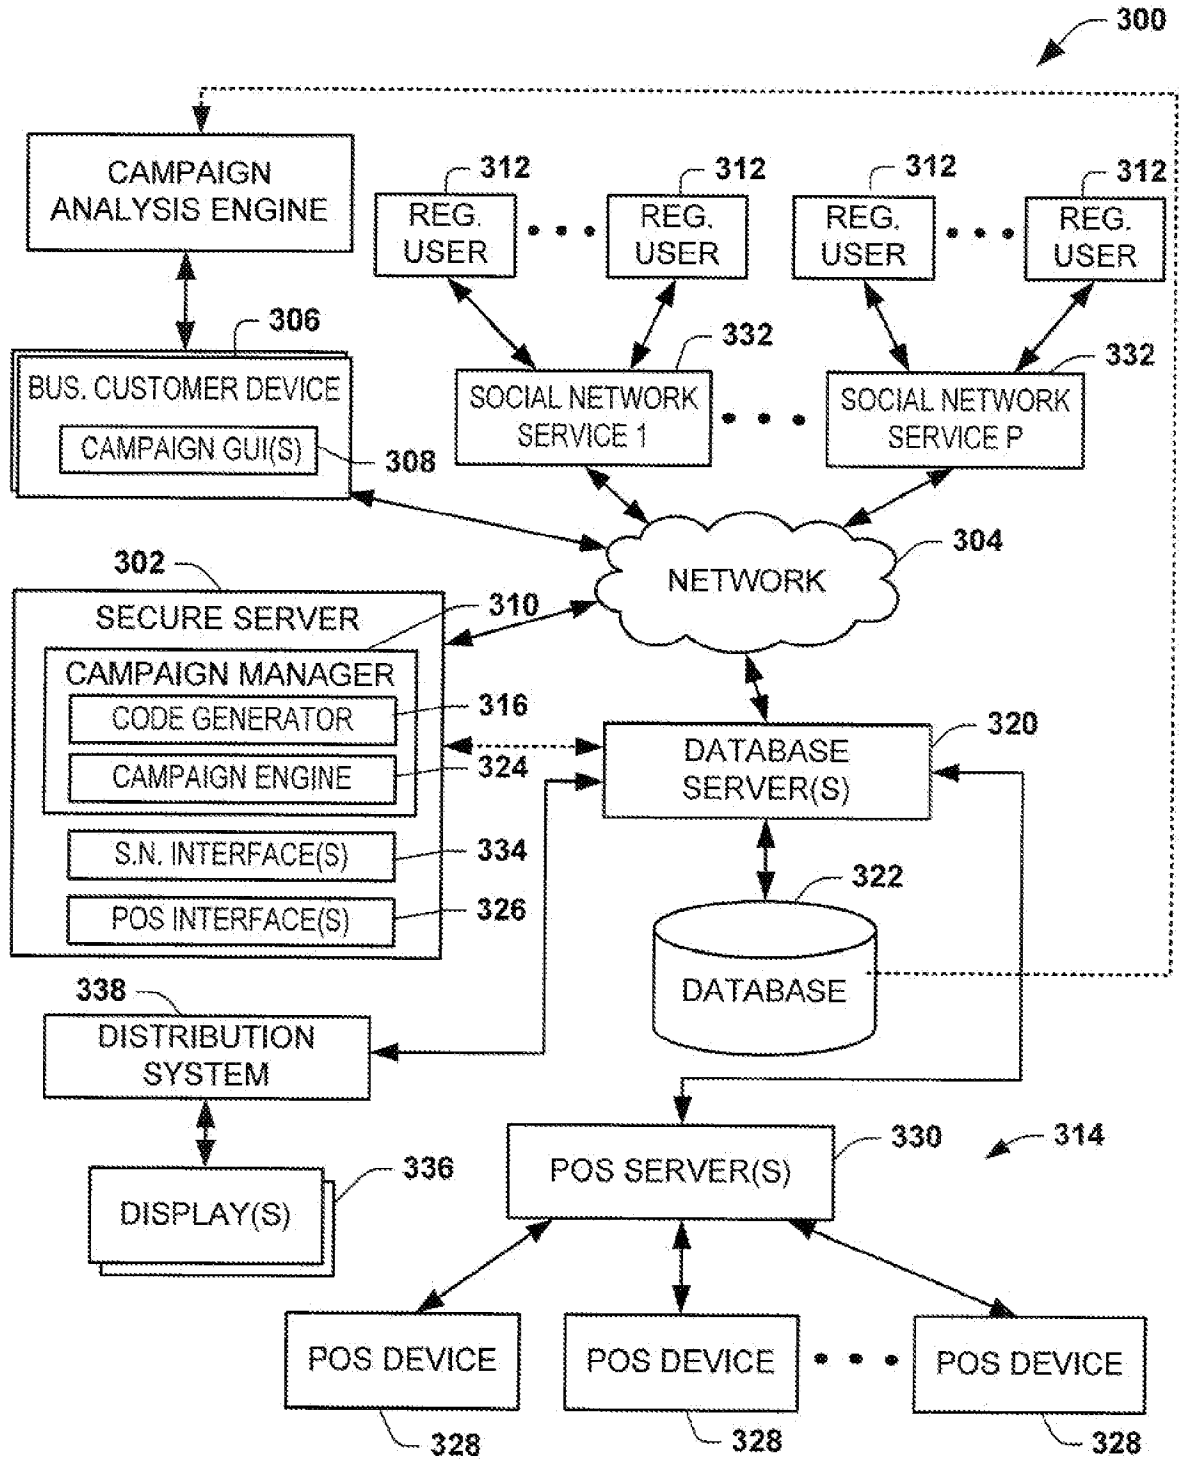 300
CAMPAIGN
ANALYSIS ENGINE
312
REG.
USER
312
REG.
USER
312
REG.
USER
312
REG.
USER
306
BUS. CUSTOMER DEVICE
CAMPAIGN GUI(S)
308
332
SOCIAL NETWORK
SERVICE 1
332
SOCIAL NETWORK
SERVICE P
304
NETWORK
302
SECURE SERVER
310
CAMPAIGN MANAGER
CODE GENERATOR
316
CAMPAIGN ENGINE
324
S.N. INTERFACE(S)
334
POS INTERFACE(S)
326
320
DATABASE
SERVER(S)
322
DATABASE
338
DISTRIBUTION
SYSTEM
336
DISPLAY(S)
330
POS SERVER(S)
314
POS DEVICE
POS DEVICE
POS DEVICE
328
328
328